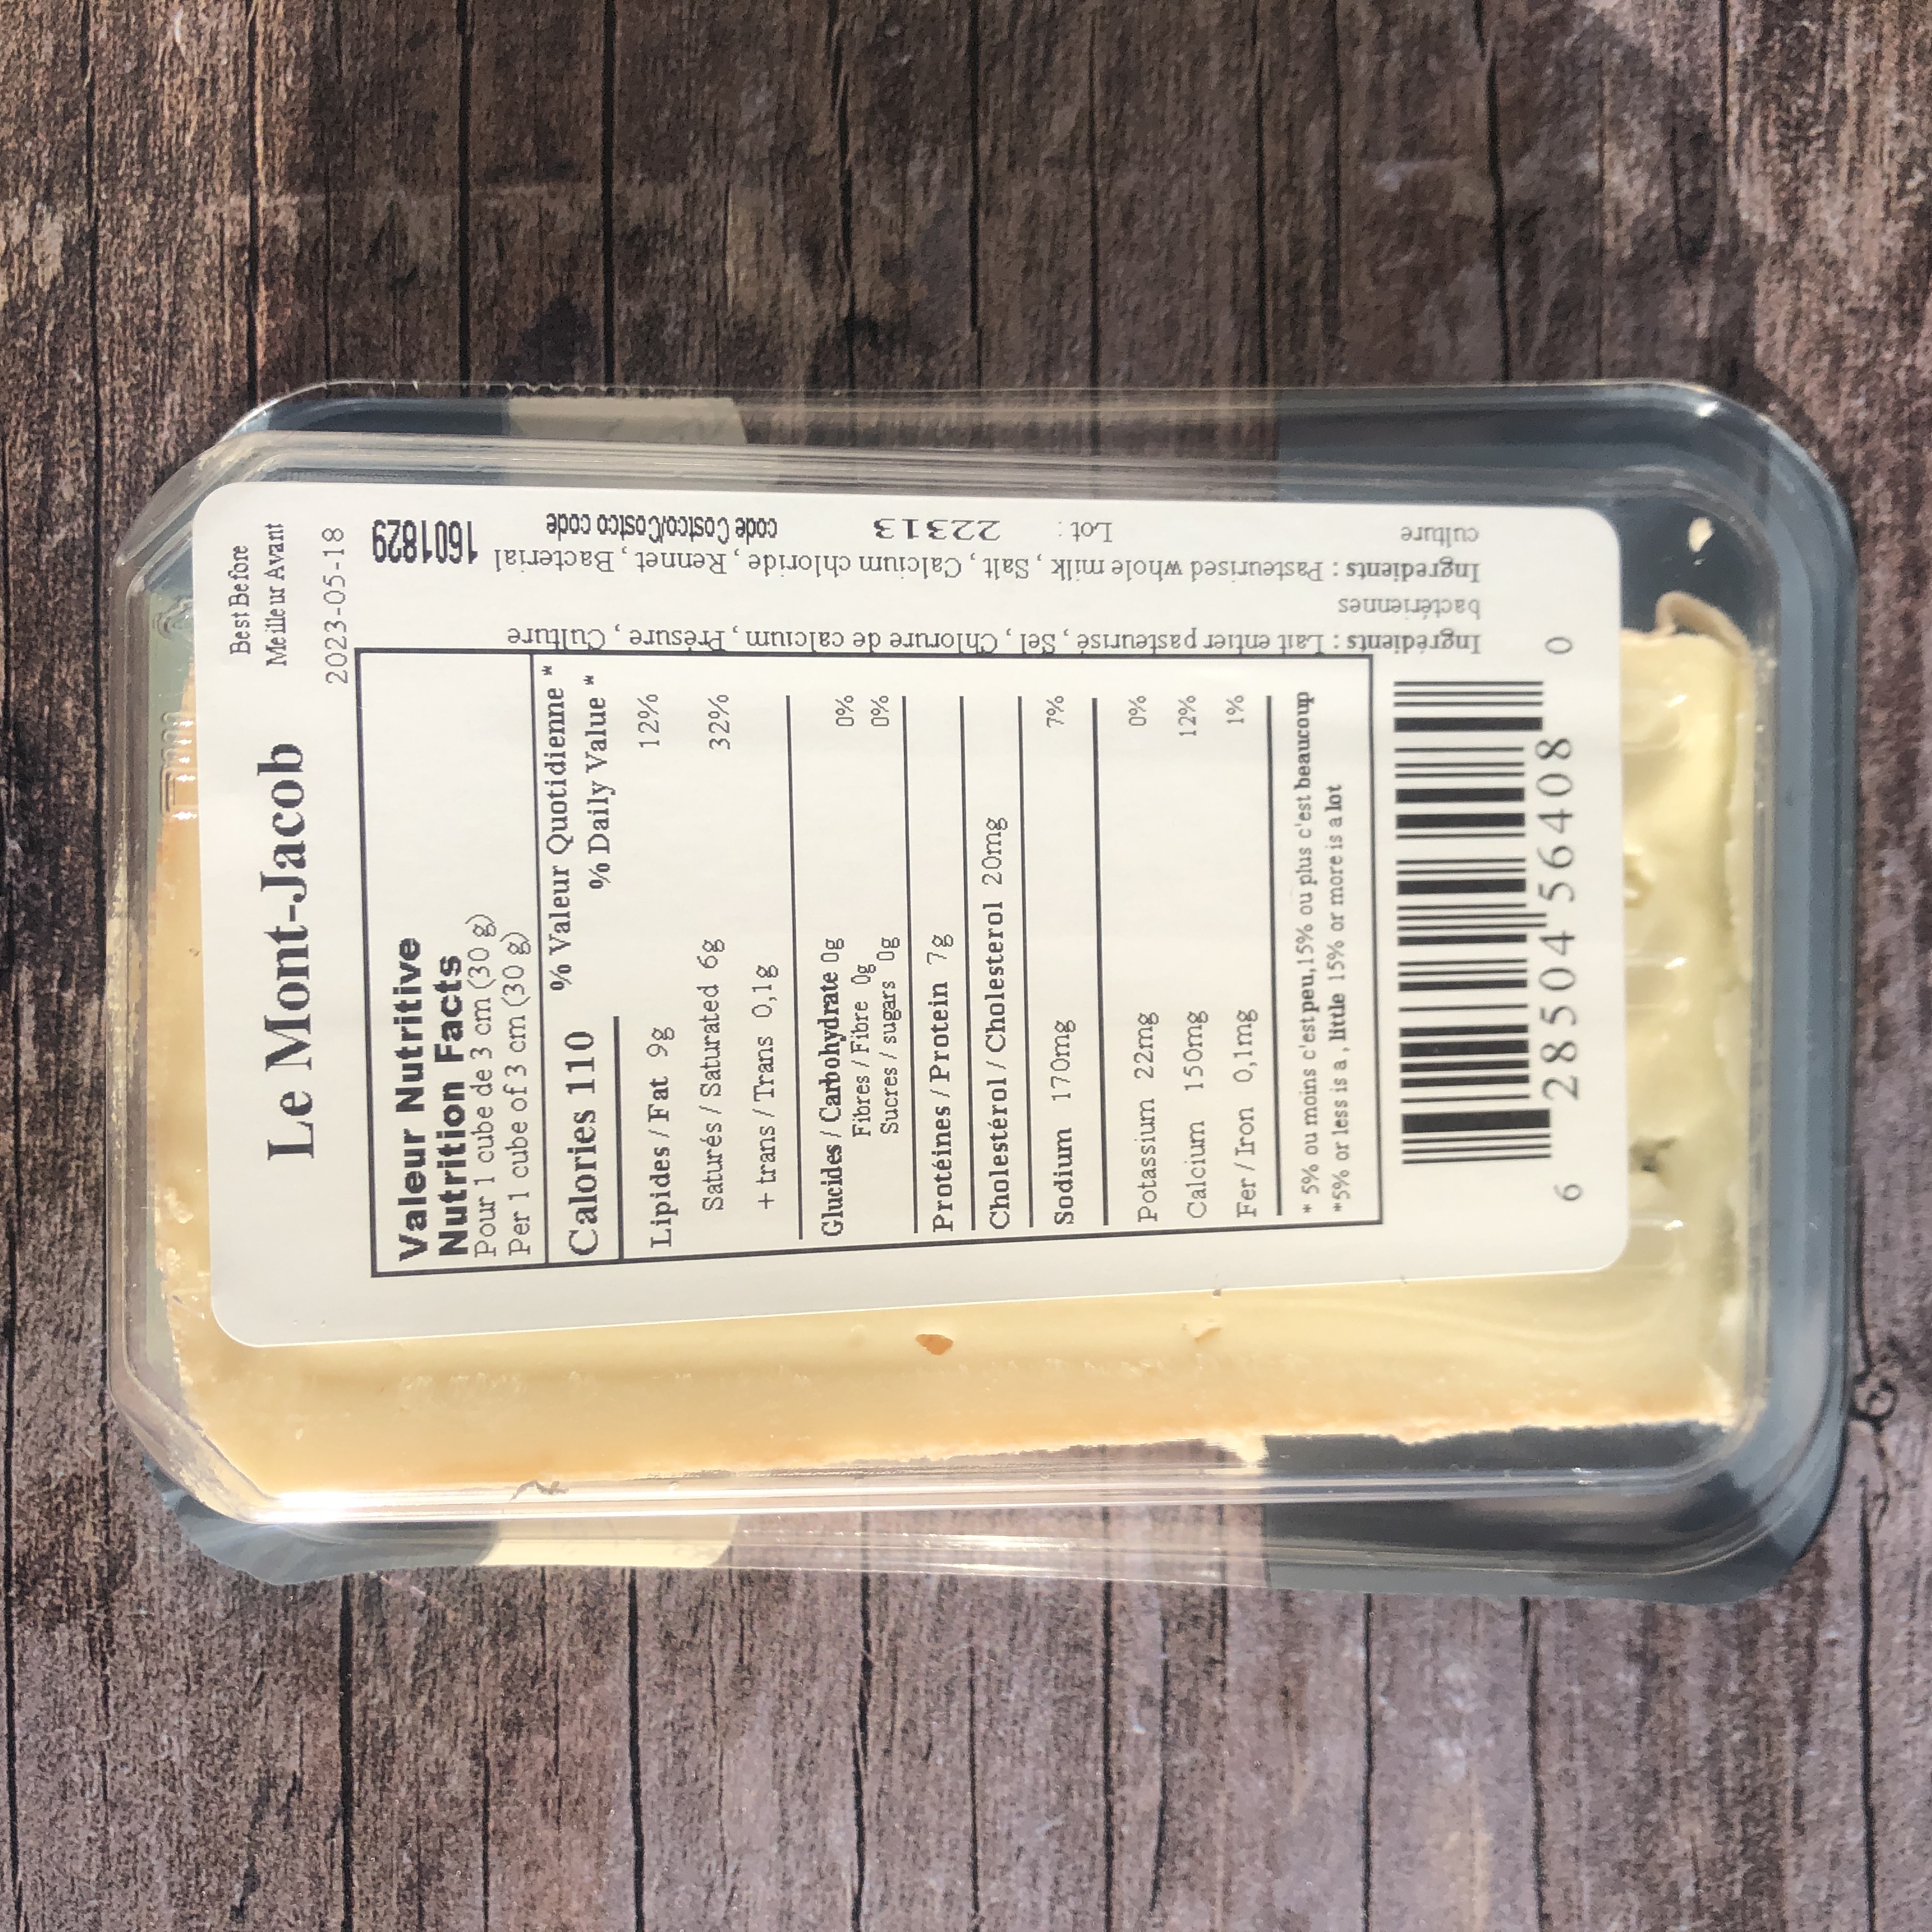 Le Mont-Jacob
Best Before
Meilleur Avant
2023-05-18
Valeur Nutritive
Nutrition Facts
Pour 1 cube de 3 cm (30 g)
Per 1 cube of 3 cm (30 g)
Calories 110
% Valeur Quotidienne *
% Daily Value *
Lipides / Fat 9g 12%
Saturés / Saturated 6g 32%
+ trans / Trans 0,1g
Glucides / Carbohydrate 0g 0%
Fibres / Fibre 0g 0%
Sucres / sugars 0g
Protéines / Protein 7g
Cholestérol / Cholesterol 20mg
Sodium 170mg 7%
Potassium 22mg 0%
Calcium 150mg 12%
Fer / Iron 0,1mg 1%
* 5% ou moins c'est peu, 15% ou plus c'est beaucoup
*5% or less is a , little 15% or more is a lot
6 28504 56408 0
Ingrédients : Lait entier pasteurisé, Sel, Chlorure de calcium, Présure, Culture
bactériennes
Ingredients : Pasteurised whole milk, Salt, Calcium chloride, Rennet, Bacterial
culture
Lot : 22313
code Costco/Costco code
1601829